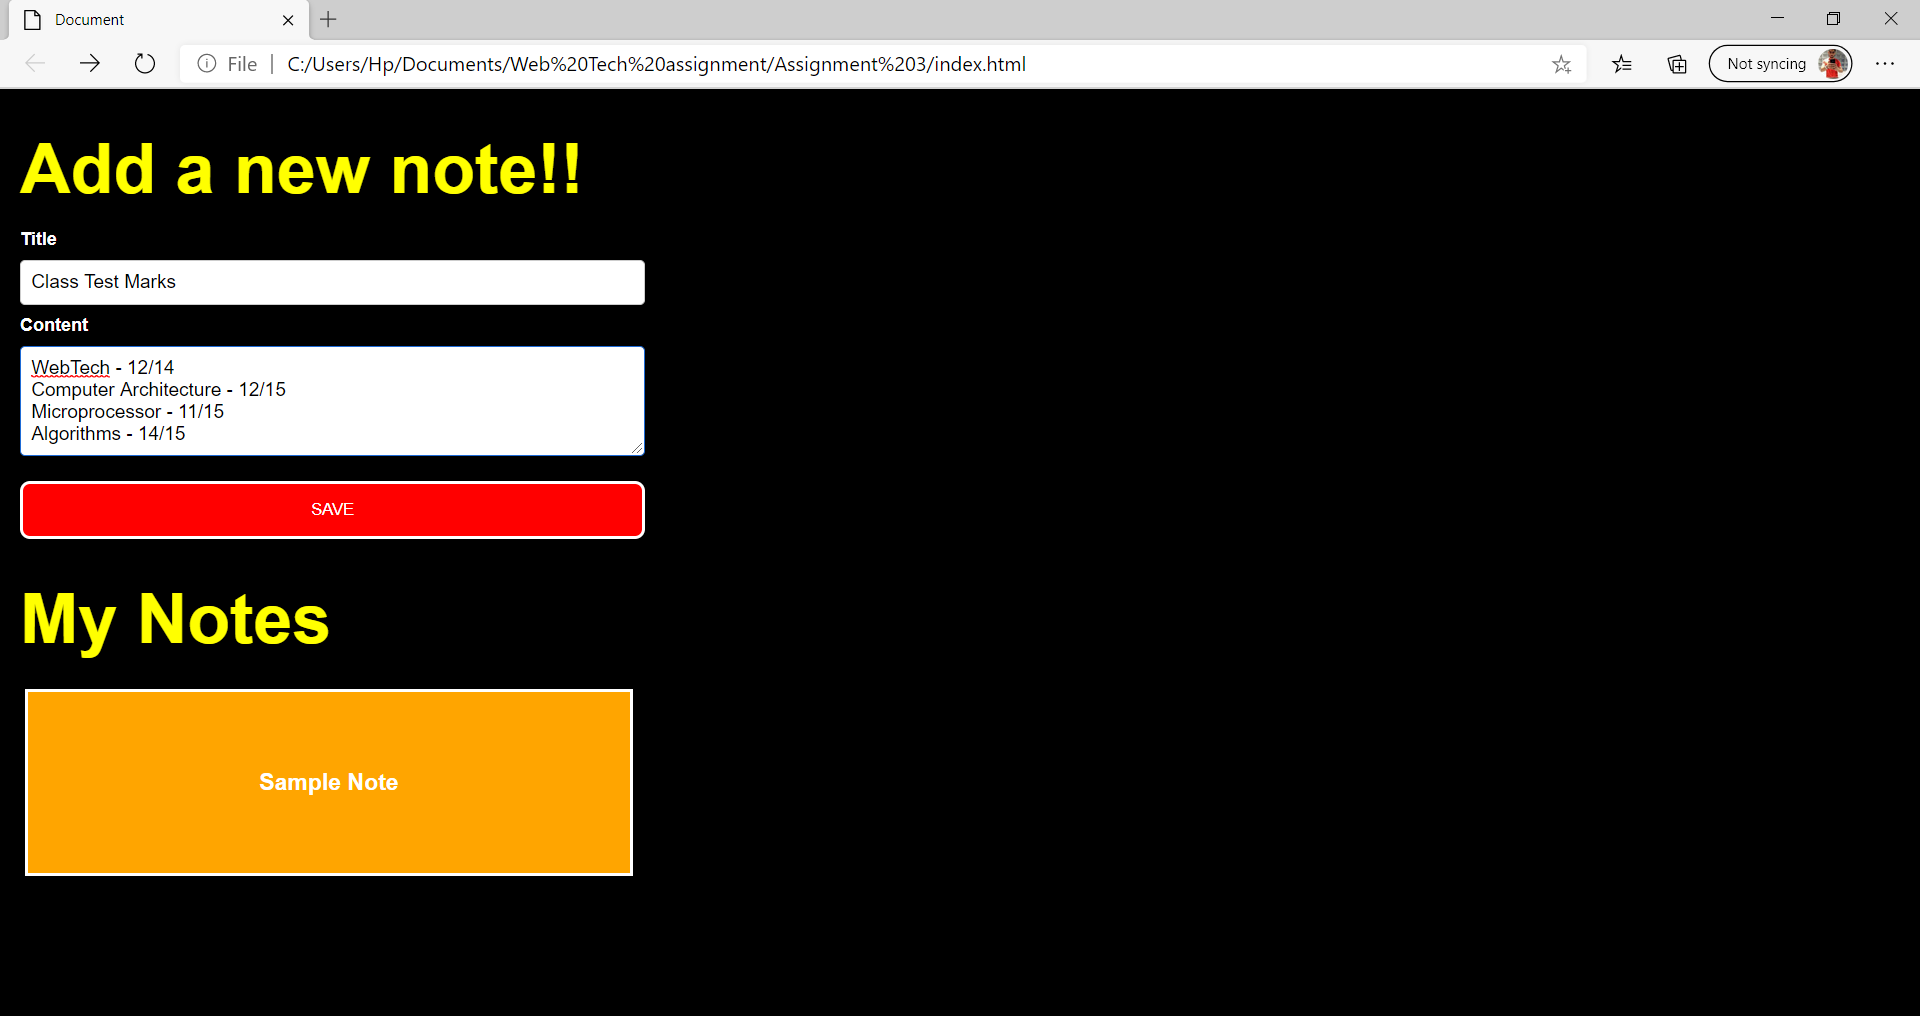 Document
File
C:/Users/Hp/Documents/Web%20Tech%20assignment/Assignment%203/index.html
Not syncing
Add a new note!!
Title
Class Test Marks
Content
WebTech - 12/14
Computer Architecture - 12/15
Microprocessor - 11/15
Algorithms - 14/15
SAVE
My Notes
Sample Note